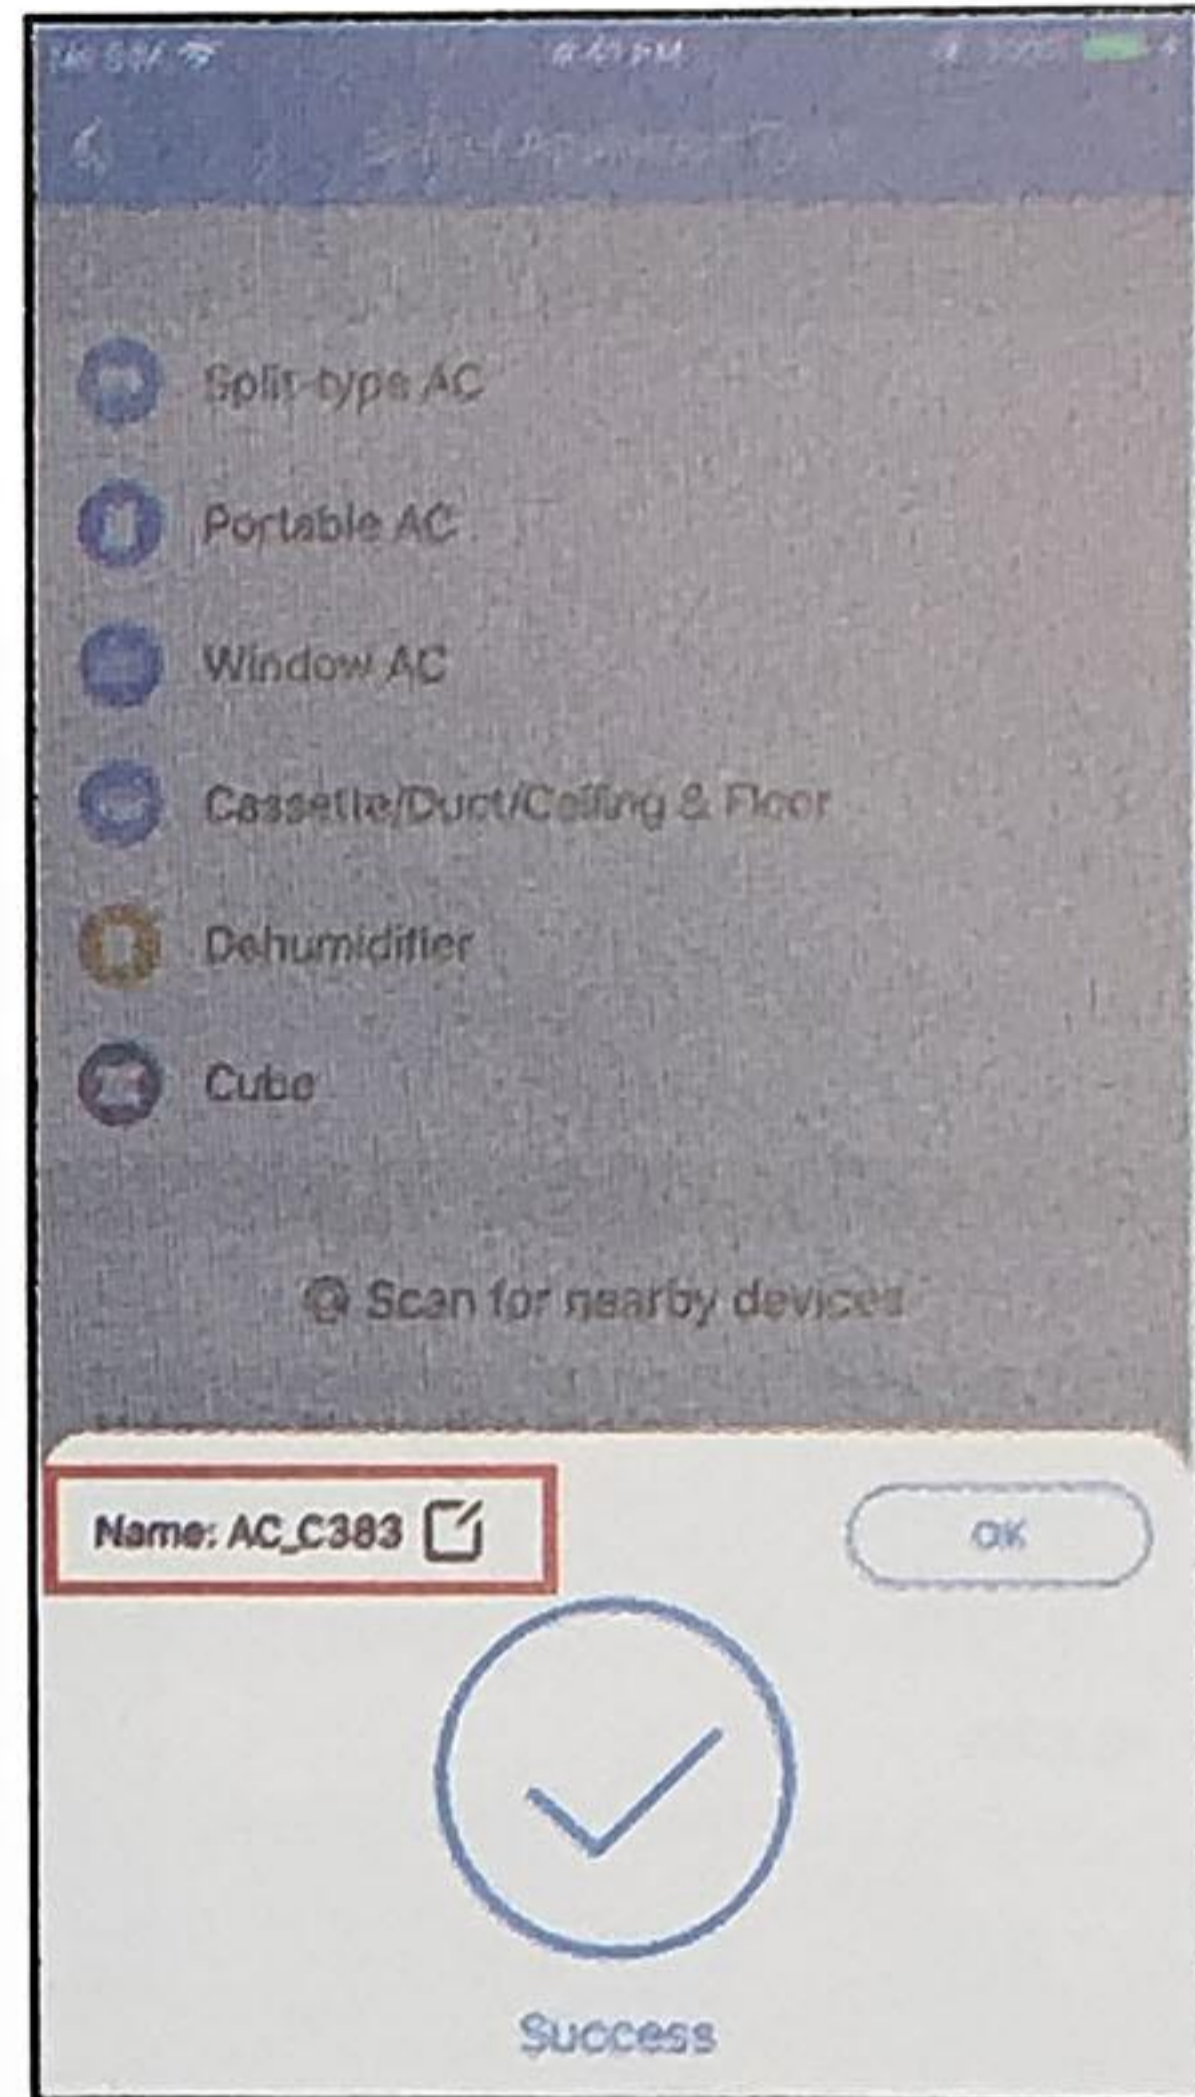 Split-type AC
Portable AC
Window AC
Cassette/Duct/Ceiling & Floor
Dehumidifier
Cube
Scan for nearby devices
Name: AC_C383
OK
Success